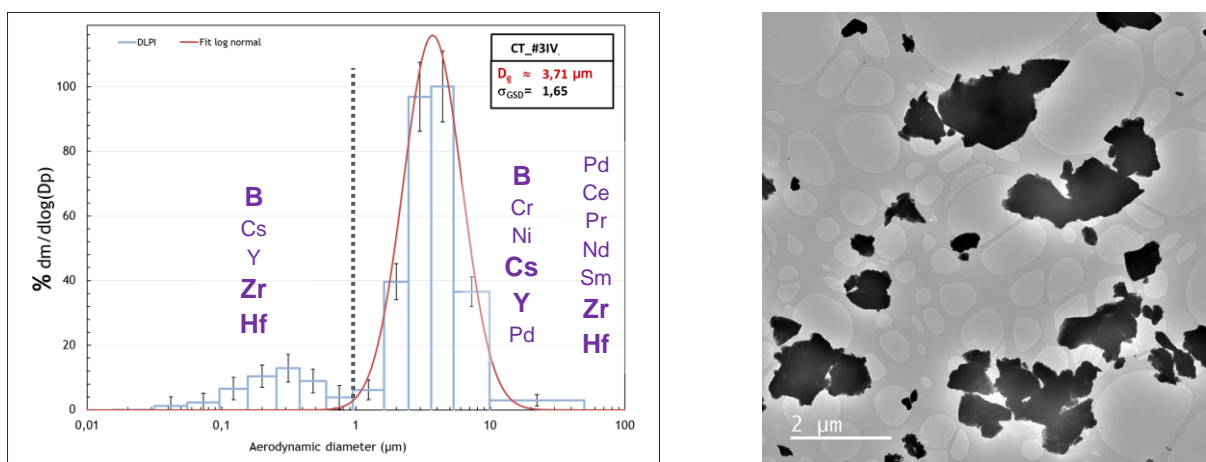 DLPI
Fit log normal
CT_#3IV
Dg ≈ 3,71 µm
σGSD= 1,65
% dm/dlog(Dp)
100
80
60
40
20
0
B
Cs
Y
Zr
Hf
B
Cr
Ni
Cs
Y
Pd
Pd
Ce
Pr
Nd
Sm
Zr
Hf
0,01
0,1
1
10
100
Aerodynamic diameter (µm)
2 µm